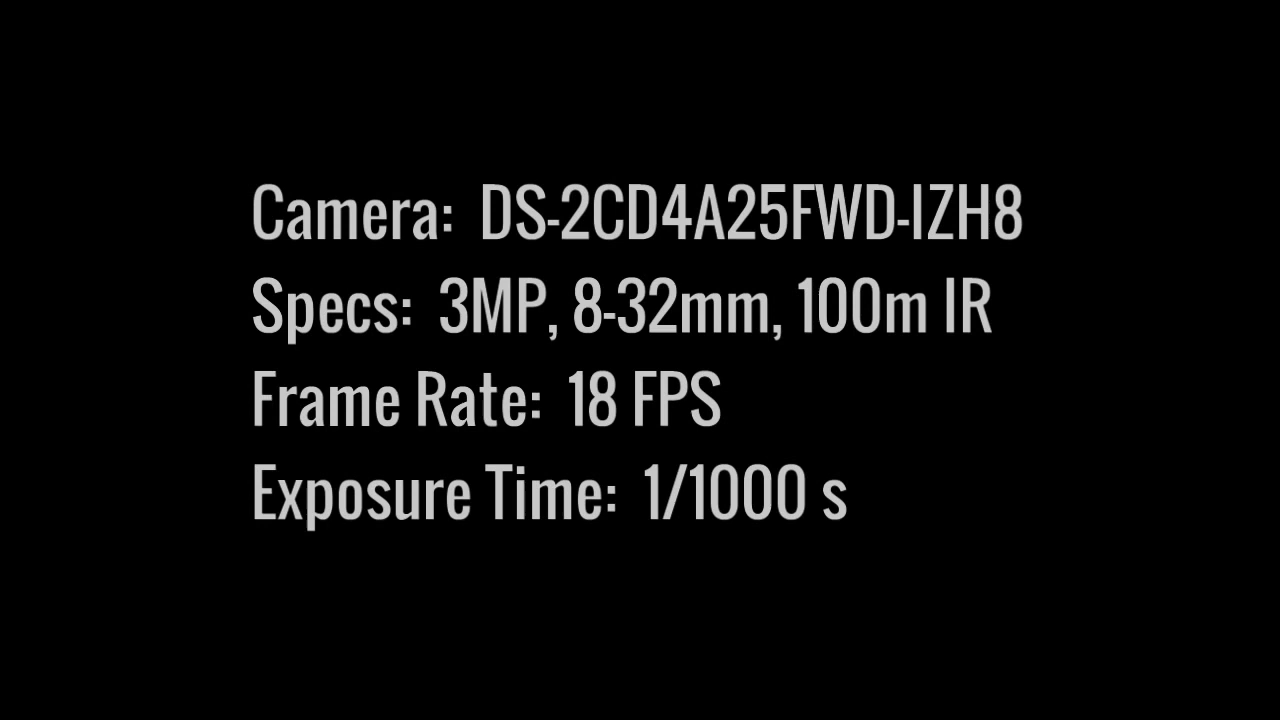 Camera: DS-2CD4A25FWD-IZH8
Specs: 3MP, 8-32mm, 100m IR
Frame Rate: 18 FPS
Exposure Time: 1/1000 s